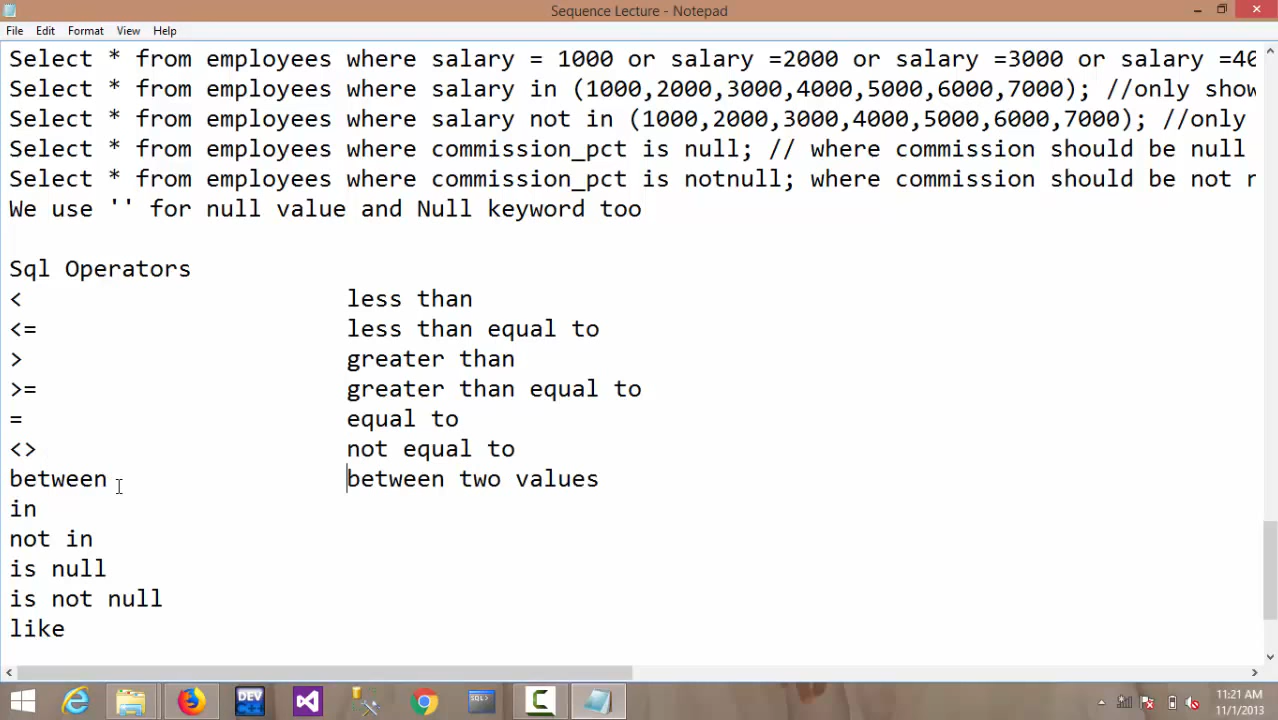 Sequence Lecture - Notepad
File Edit Format View Help
Select * from employees where salary = 1000 or salary =2000 or salary =3000 or salary =40
Select * from employees where salary in (1000,2000,3000,4000,5000,6000,7000); //only show
Select * from employees where salary not in (1000,2000,3000,4000,5000,6000,7000); //only
Select * from employees where commission_pct is null; // where commission should be null
Select * from employees where commission_pct is notnull; where commission should be not n
We use '' for null value and Null keyword too
Sql Operators
< less than
<= less than equal to
> greater than
>= greater than equal to
= equal to
<> not equal to
between between two values
in
not in
is null
is not null
like
DEV
SQL>
11:21 AM
11/1/2013